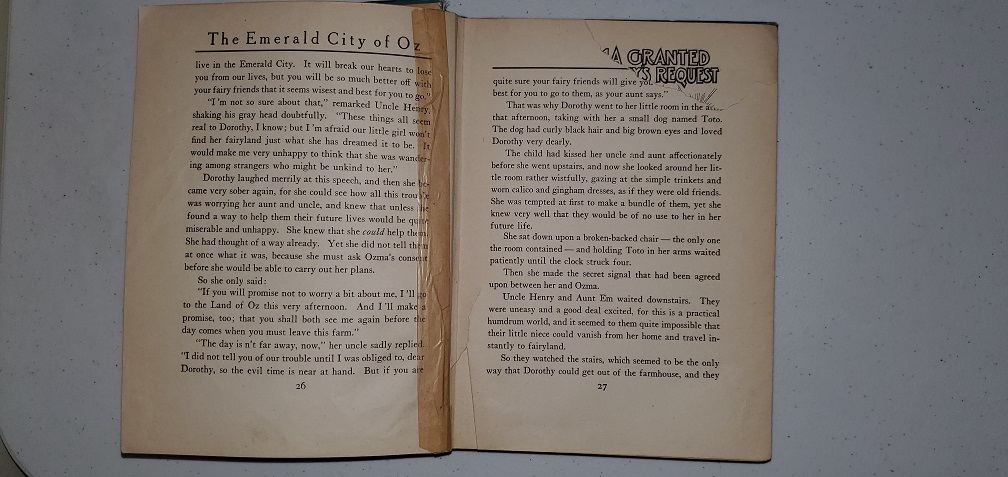 The Emerald City of Oz
live in the Emerald City. It will break our hearts to lose
you from our lives, but you will be so much better off with
your fairy friends that it seems wisest and best for you to go."
"I'm not so sure about that," remarked Uncle Henry,
shaking his gray head doubtfully. "These things all seem
real to Dorothy, I know; but I'm afraid our little girl won't
find her fairyland just what she has dreamed it to be. It
would make me very unhappy to think that she was wander-
ing among strangers who might be unkind to her."
Dorothy laughed merrily at this speech, and then she be-
came very sober again, for she could see how all this trouble
was worrying her aunt and uncle, and knew that unless she
found a way to help them their future lives would be quite
miserable and unhappy. She knew that she could help them.
She had thought of a way already. Yet she did not tell them
at once what it was, because she must ask Ozma's consent
before she would be able to carry out her plans.
So she only said:
"If you will promise not to worry a bit about me, I'll go
to the Land of Oz this very afternoon. And I'll make a
promise, too; that you shall both see me again before the
day comes when you must leave this farm."
"The day is n't far away, now," her uncle sadly replied.
"I did not tell you of our trouble until I was obliged to, dear
Dorothy, so the evil time is near at hand. But if you are
26
MA GRANTED
Y'S REQUEST
quite sure your fairy friends will give you
best for you to go to them, as your aunt says."
That was why Dorothy went to her little room in the
that afternoon, taking with her a small dog named Toto.
The dog had curly black hair and big brown eyes and loved
Dorothy very dearly.
The child had kissed her uncle and aunt affectionately
before she went upstairs, and now she looked around her lit-
tle room rather wistfully, gazing at the simple trinkets and
worn calico and gingham dresses, as if they were old friends.
She was tempted at first to make a bundle of them, yet she
knew very well that they would be of no use to her in her
future life.
She sat down upon a broken-backed chair — the only one
the room contained — and holding Toto in her arms waited
patiently until the clock struck four.
Then she made the secret signal that had been agreed
upon between her and Ozma.
Uncle Henry and Aunt Em waited downstairs. They
were uneasy and a good deal excited, for this is a practical
humdrum world, and it seemed to them quite impossible that
their little niece could vanish from her home and travel in-
stantly to fairyland.
So they watched the stairs, which seemed to be the only
way that Dorothy could get out of the farmhouse, and they
27